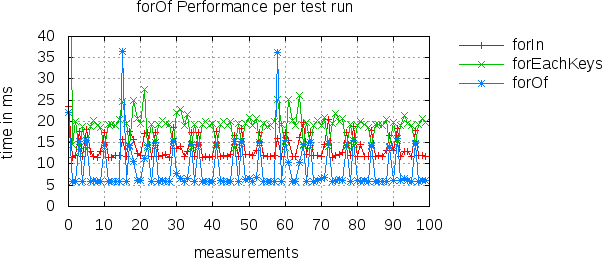 forOf Performance per test run
time in ms
40
35
30
25
20
15
10
5
0
0 10 20 30 40 50 60 70 80 90 100
measurements
forIn
forEachKeys
forOf